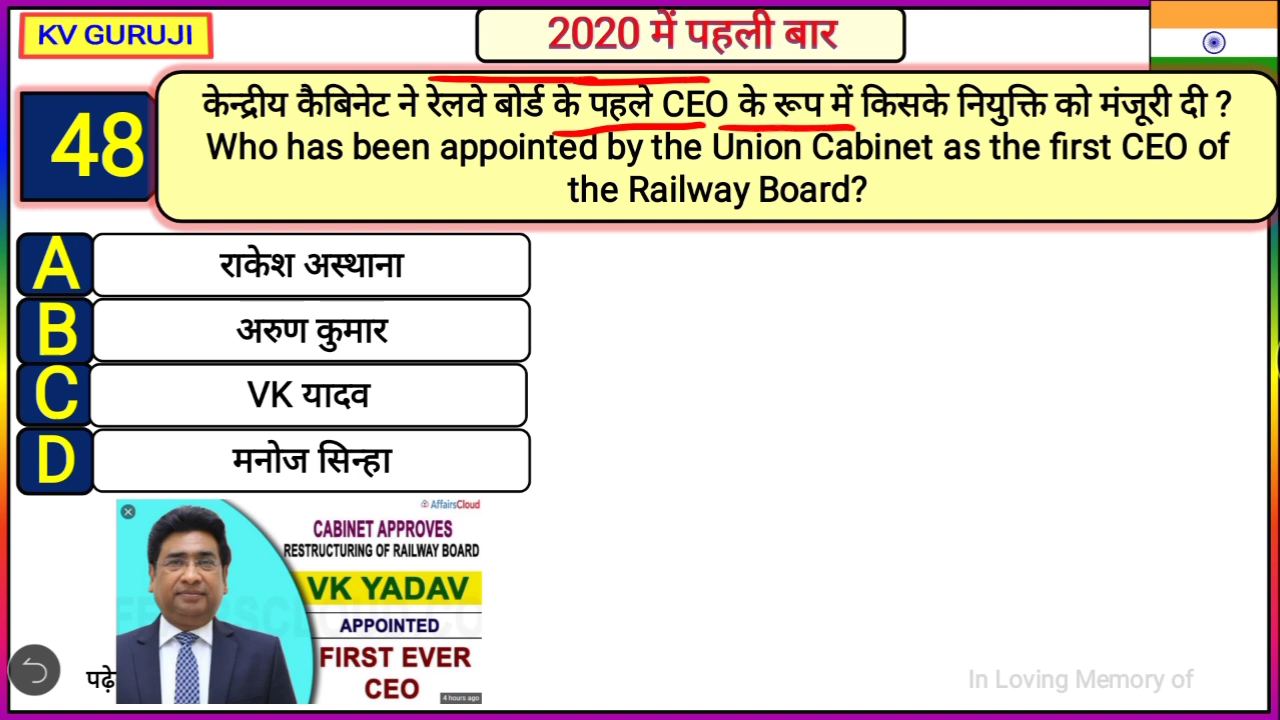 KV GURUJI
2020 में पहली बार
48
केन्द्रीय कैबिनेट ने रेलवे बोर्ड के पहले CEO के रूप में किसके नियुक्ति को मंजूरी दी ?
Who has been appointed by the Union Cabinet as the first CEO of
the Railway Board?
A
राकेश अस्थाना
B
अरुण कुमार
C
VK यादव
D
मनोज सिन्हा
AffairsCloud
CABINET APPROVES
RESTRUCTURING OF RAILWAY BOARD
VK YADAV
APPOINTED
FIRST EVER
CEO
4 hours ago
पढ़े
In Loving Memory of